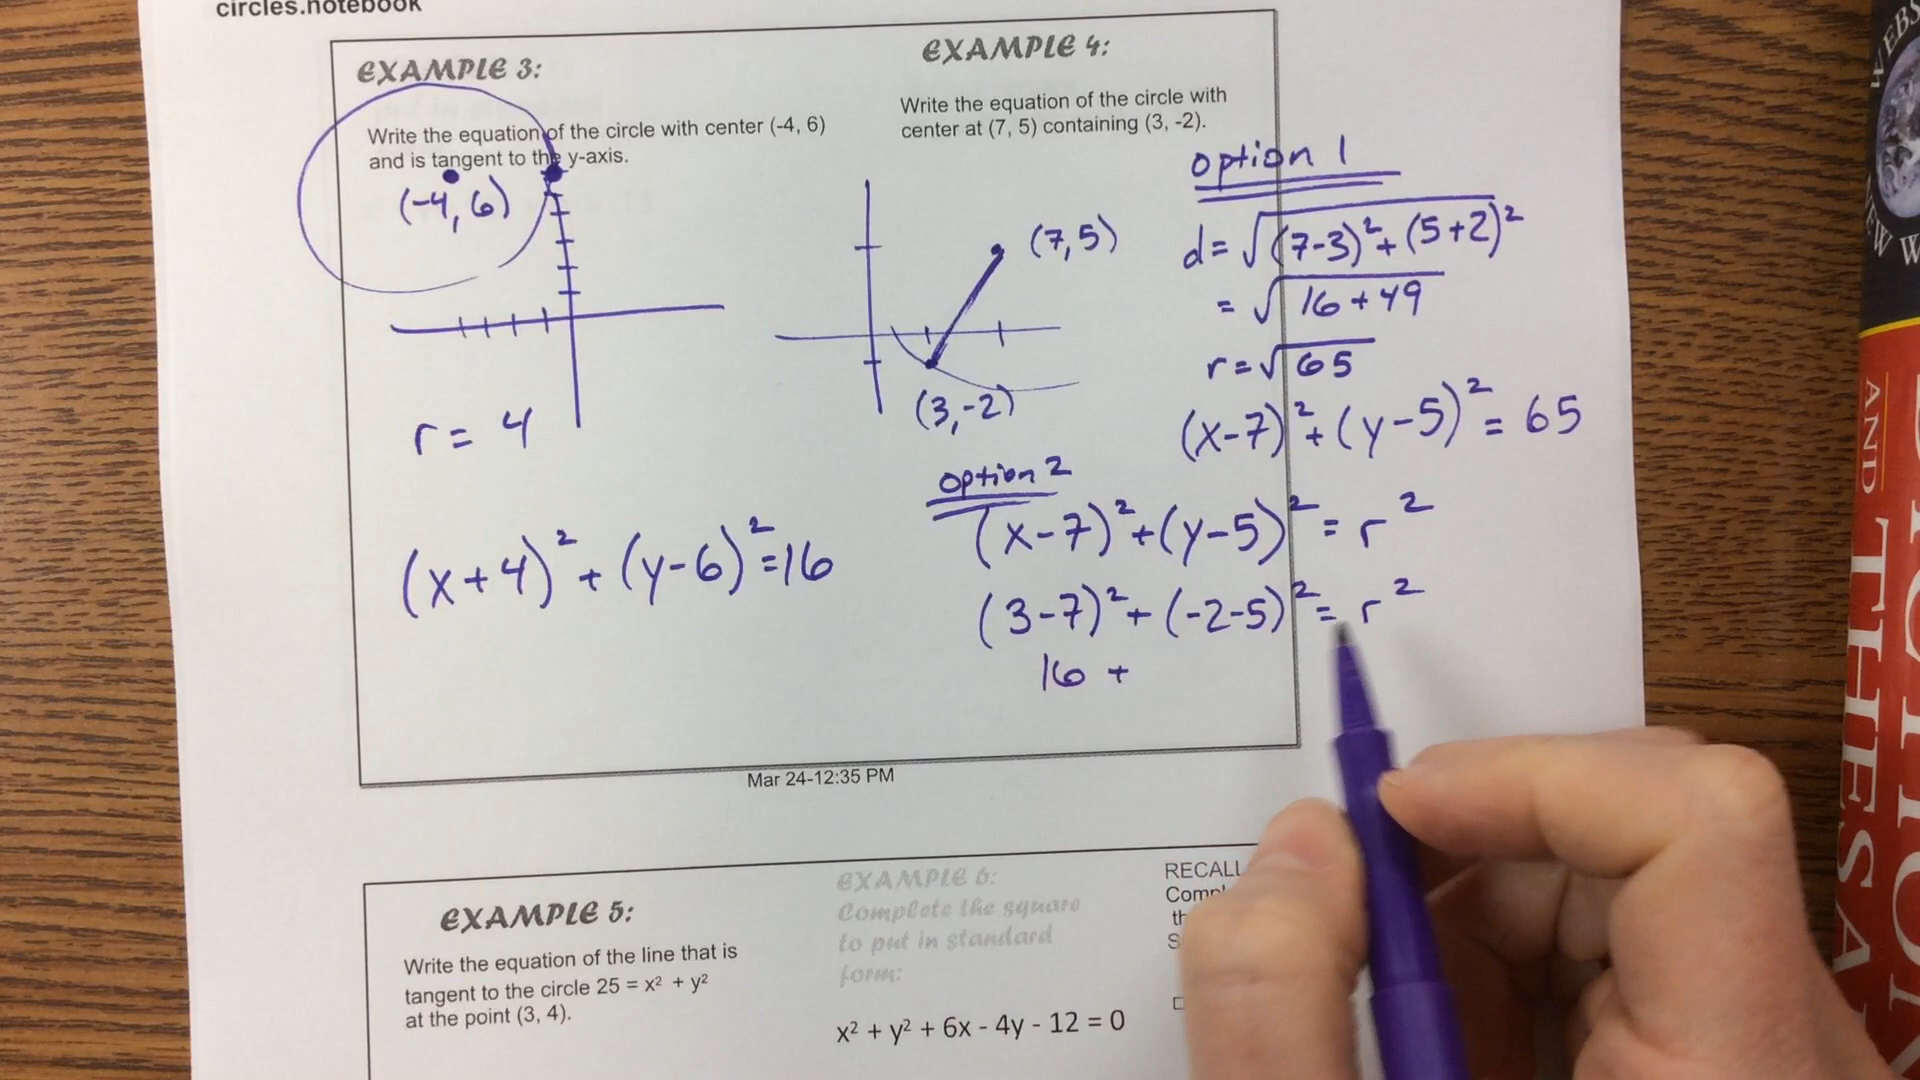 circles.notebook
EXAMPLE 3:
Write the equation of the circle with center (-4, 6)
and is tangent to the y-axis.
(-4, 6)
r = 4
(x+4)² + (y-6)² = 16
EXAMPLE 4:
Write the equation of the circle with
center at (7, 5) containing (3, -2).
(7, 5)
(3, -2)
option 1
d = √(7-3)² + (5+2)²
= √16 + 49
r = √65
(x-7)² + (y-5)² = 65
option 2
(x-7)² + (y-5)² = r²
(3-7)² + (-2-5)² = r²
16 +
Mar 24-12:35 PM
EXAMPLE 5:
Write the equation of the line that is
tangent to the circle 25 = x² + y²
at the point (3, 4).
EXAMPLE 6:
Complete the square
to put in standard
form:
x² + y² + 6x - 4y - 12 = 0
RECALL
NEW
AND THESA